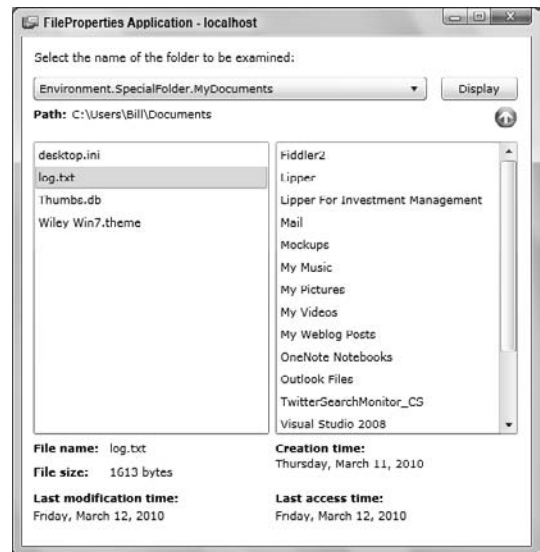 FileProperties Application - localhost
Select the name of the folder to be examined:
Environment.SpecialFolder.MyDocuments
Display
Path: C:\Users\Bill\Documents
desktop.ini
log.txt
Thumbs.db
Wiley Win7.theme
Fiddler2
Lipper
Lipper For Investment Management
Mail
Mockups
My Music
My Pictures
My Videos
My Weblog Posts
OneNote Notebooks
Outlook Files
TwitterSearchMonitor_CS
Visual Studio 2008
File name: log.txt
File size: 1613 bytes
Creation time:
Thursday, March 11, 2010
Last modification time:
Friday, March 12, 2010
Last access time:
Friday, March 12, 2010